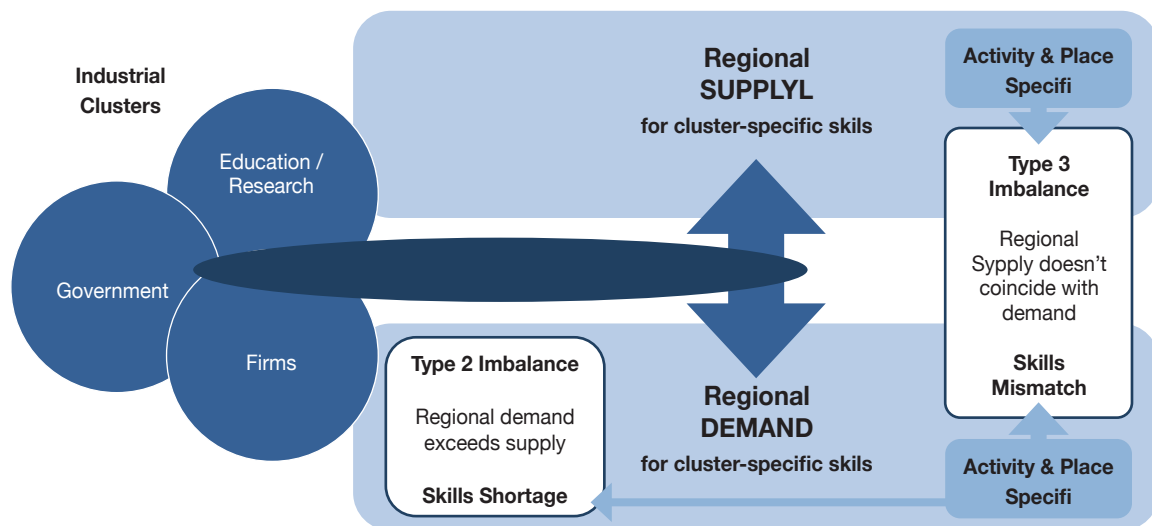 Industrial
Clusters
Education /
Research
Government
Firms
Regional
SUPPLYL
for cluster-specific skils
Activity & Place
Specifi
Type 3
Imbalance
Regional
Sypply doesn't
coincide with
demand
Skills
Mismatch
Type 2 Imbalance
Regional demand
exceeds supply
Skills Shortage
Regional
DEMAND
for cluster-specific skils
Activity & Place
Specifi